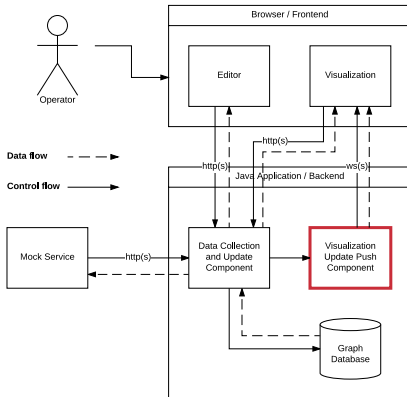 Browser / Frontend
Editor
Visualization
Operator
http(s)
Data flow
http(s)
ws(s)
Java Application / Backend
Control flow
Mock Service
http(s)
Data Collection
and Update
Component
Visualization
Update Push
Component
Graph
Database